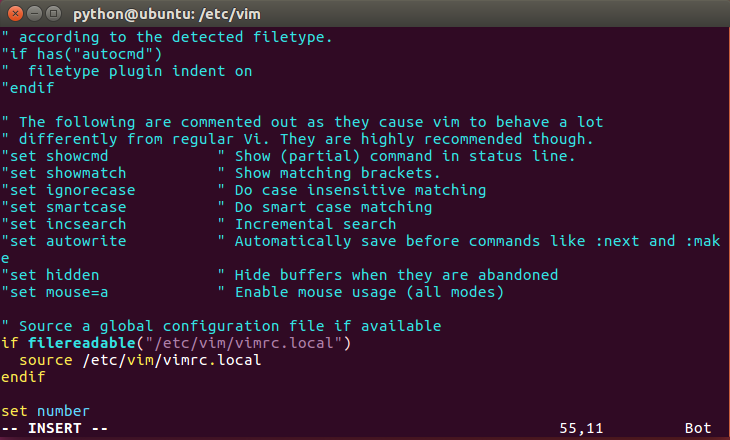 python@ubuntu: /etc/vim
" according to the detected filetype.
"if has("autocmd")
"  filetype plugin indent on
"endif

" The following are commented out as they cause vim to behave a lot
" differently from regular Vi. They are highly recommended though.
"set showcmd            " Show (partial) command in status line.
"set showmatch          " Show matching brackets.
"set ignorecase         " Do case insensitive matching
"set smartcase          " Do smart case matching
"set incsearch          " Incremental search
"set autowrite          " Automatically save before commands like :next and :mak
e
"set hidden             " Hide buffers when they are abandoned
"set mouse=a            " Enable mouse usage (all modes)

" Source a global configuration file if available
if filereadable("/etc/vim/vimrc.local")
  source /etc/vim/vimrc.local
endif

set number
-- INSERT --                                                  55,11         Bot